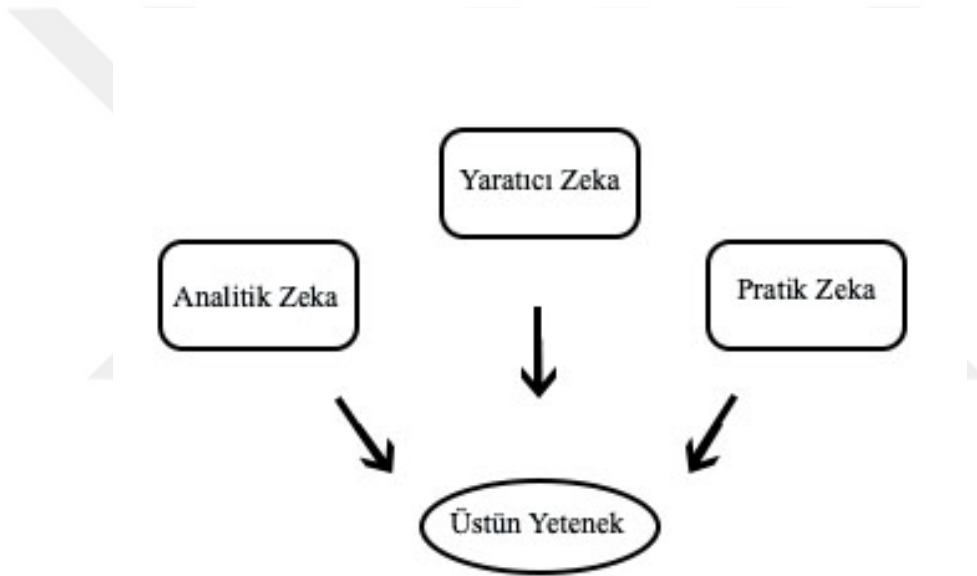 Yaratıcı Zeka
Analitik Zeka
Pratik Zeka
Üstün Yetenek